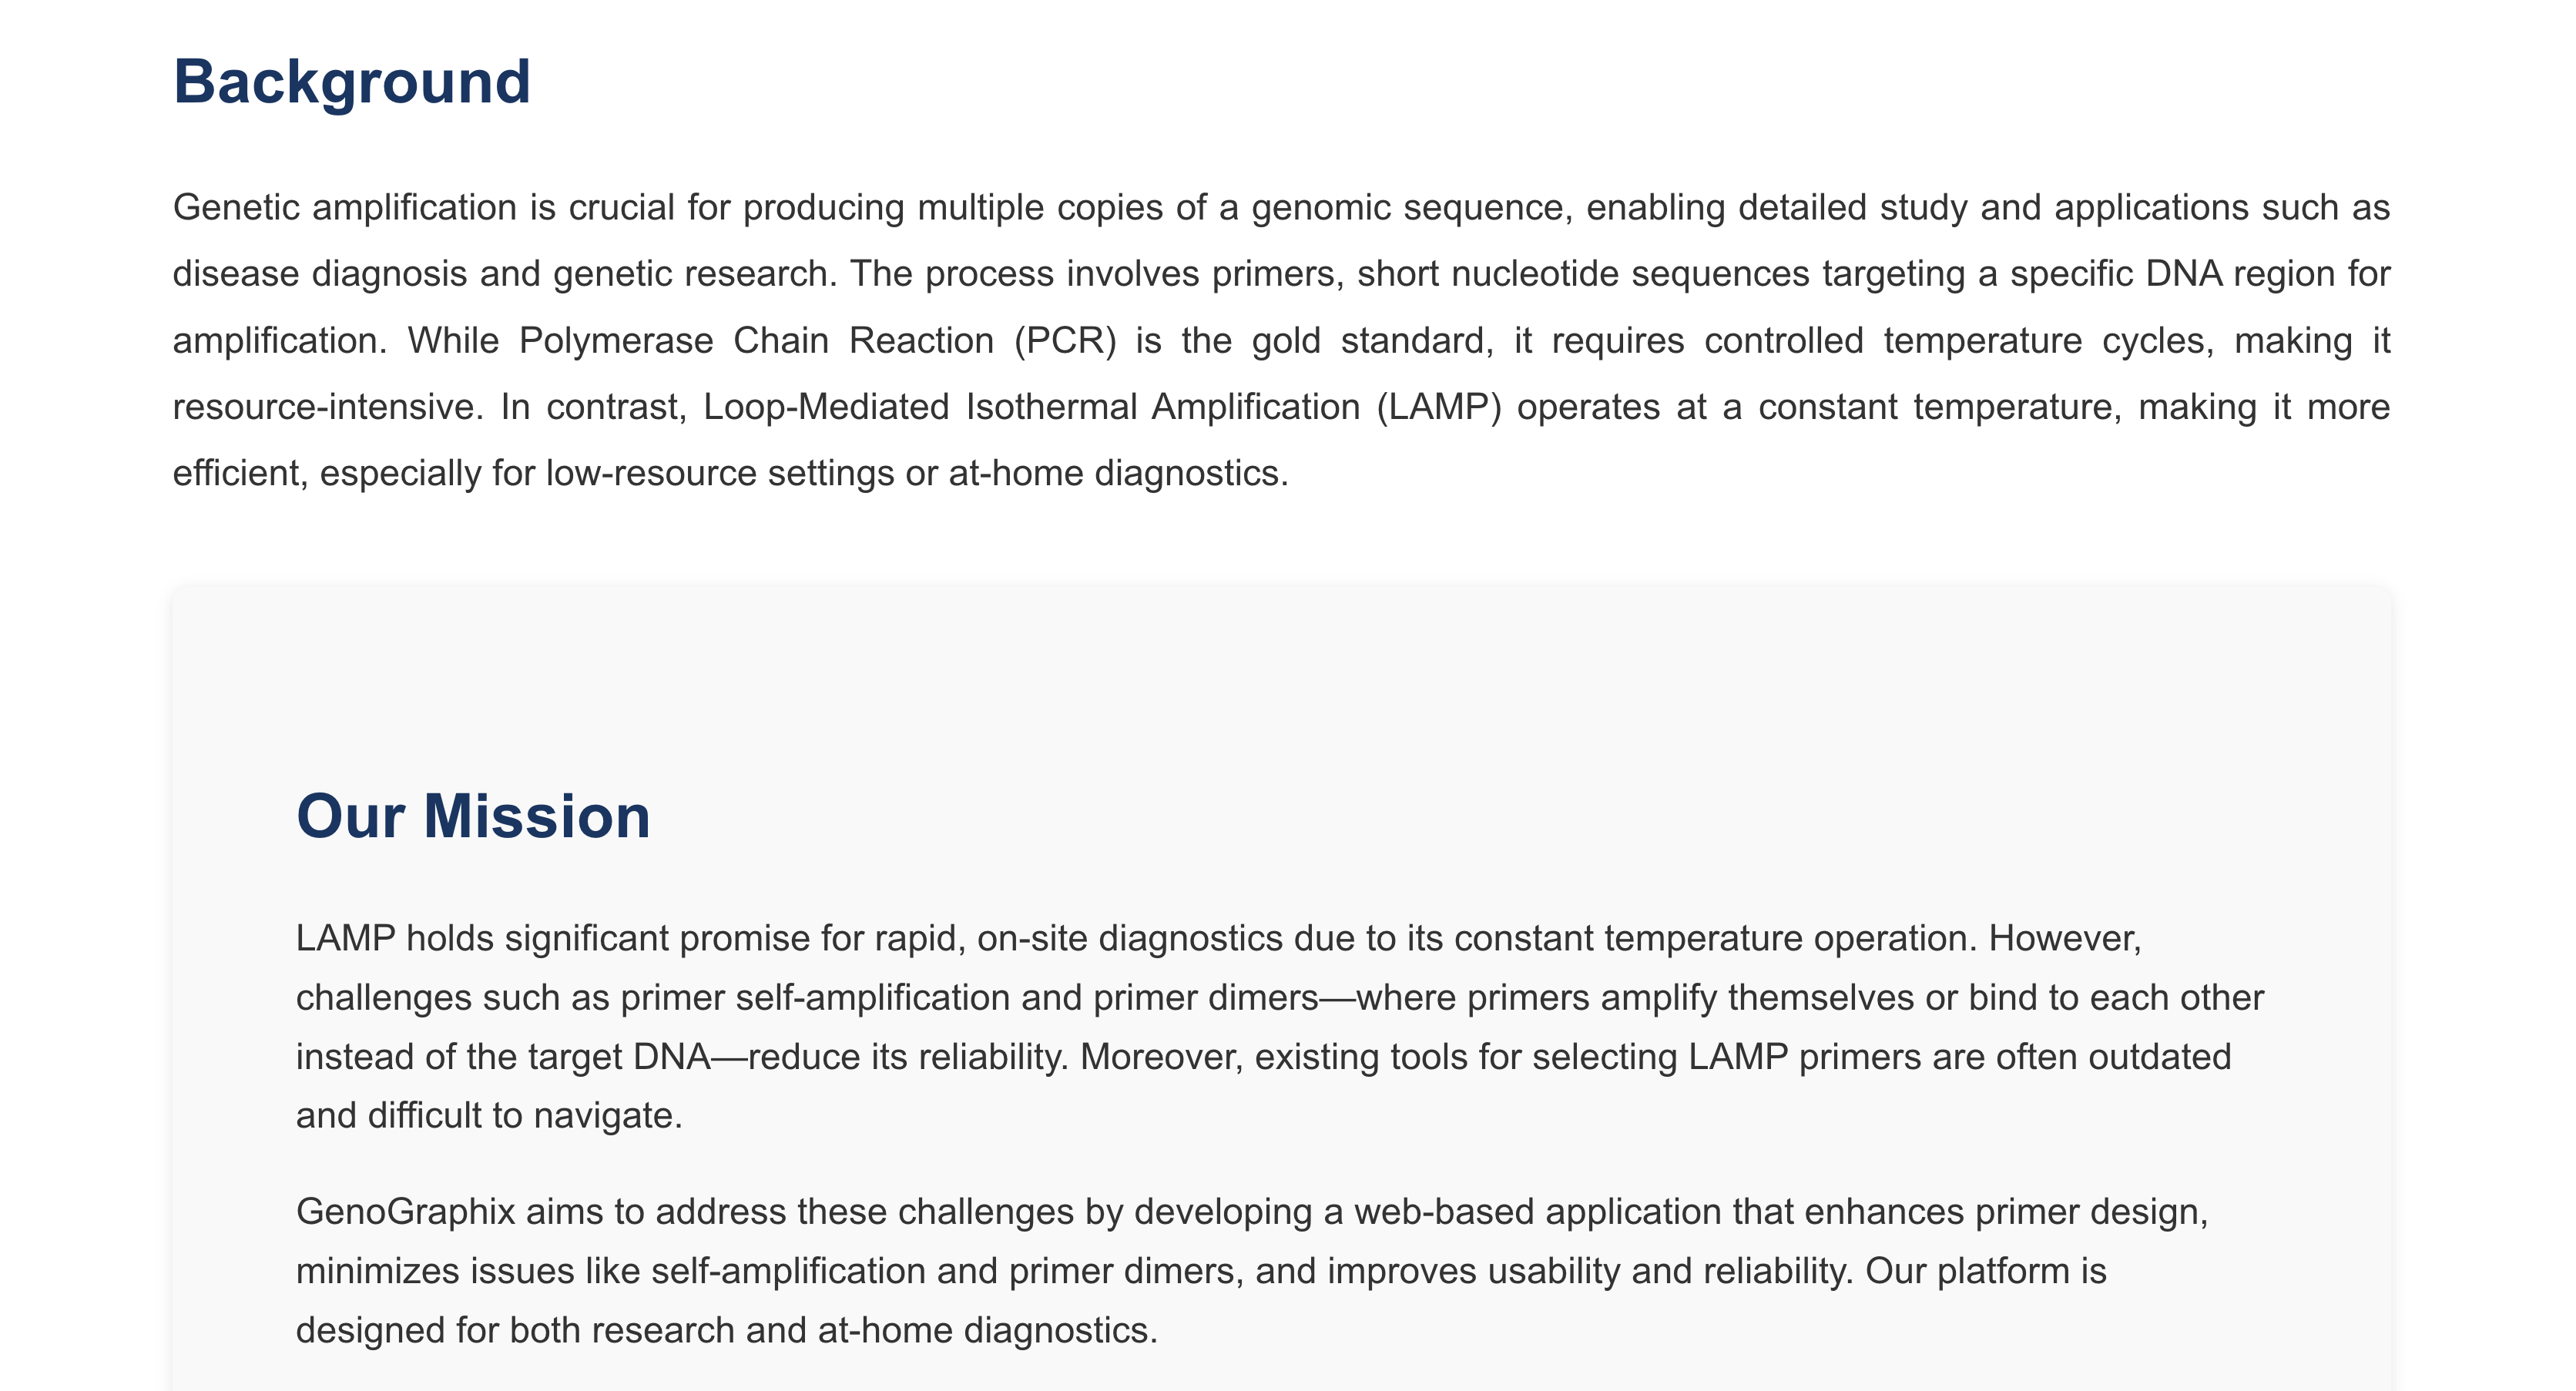 Background
Genetic amplification is crucial for producing multiple copies of a genomic sequence, enabling detailed study and applications such as
disease diagnosis and genetic research. The process involves primers, short nucleotide sequences targeting a specific DNA region for
amplification. While Polymerase Chain Reaction (PCR) is the gold standard, it requires controlled temperature cycles, making it
resource-intensive. In contrast, Loop-Mediated Isothermal Amplification (LAMP) operates at a constant temperature, making it more
efficient, especially for low-resource settings or at-home diagnostics.
Our Mission
LAMP holds significant promise for rapid, on-site diagnostics due to its constant temperature operation. However,
challenges such as primer self-amplification and primer dimers—where primers amplify themselves or bind to each other
instead of the target DNA—reduce its reliability. Moreover, existing tools for selecting LAMP primers are often outdated
and difficult to navigate.
GenoGraphix aims to address these challenges by developing a web-based application that enhances primer design,
minimizes issues like self-amplification and primer dimers, and improves usability and reliability. Our platform is
designed for both research and at-home diagnostics.